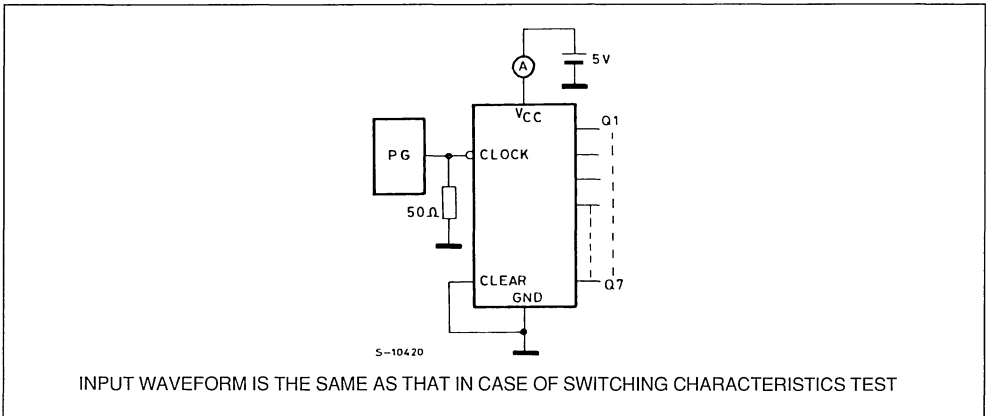 A
5V
VCC
Q1
PG
CLOCK
50Ω
CLEAR
Q7
GND
S-10420
INPUT WAVEFORM IS THE SAME AS THAT IN CASE OF SWITCHING CHARACTERISTICS TEST